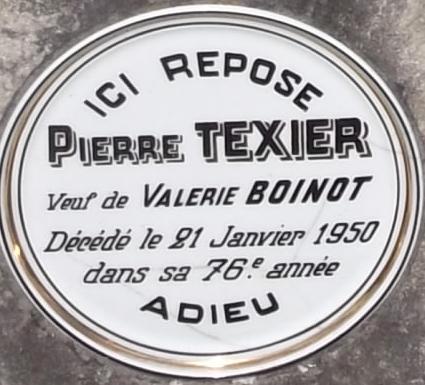 ICI REPOSE
PIERRE TEXIER
Veuf de VALERIE BOINOT
Décédé le 21 Janvier 1950
dans sa 76.e année
ADIEU